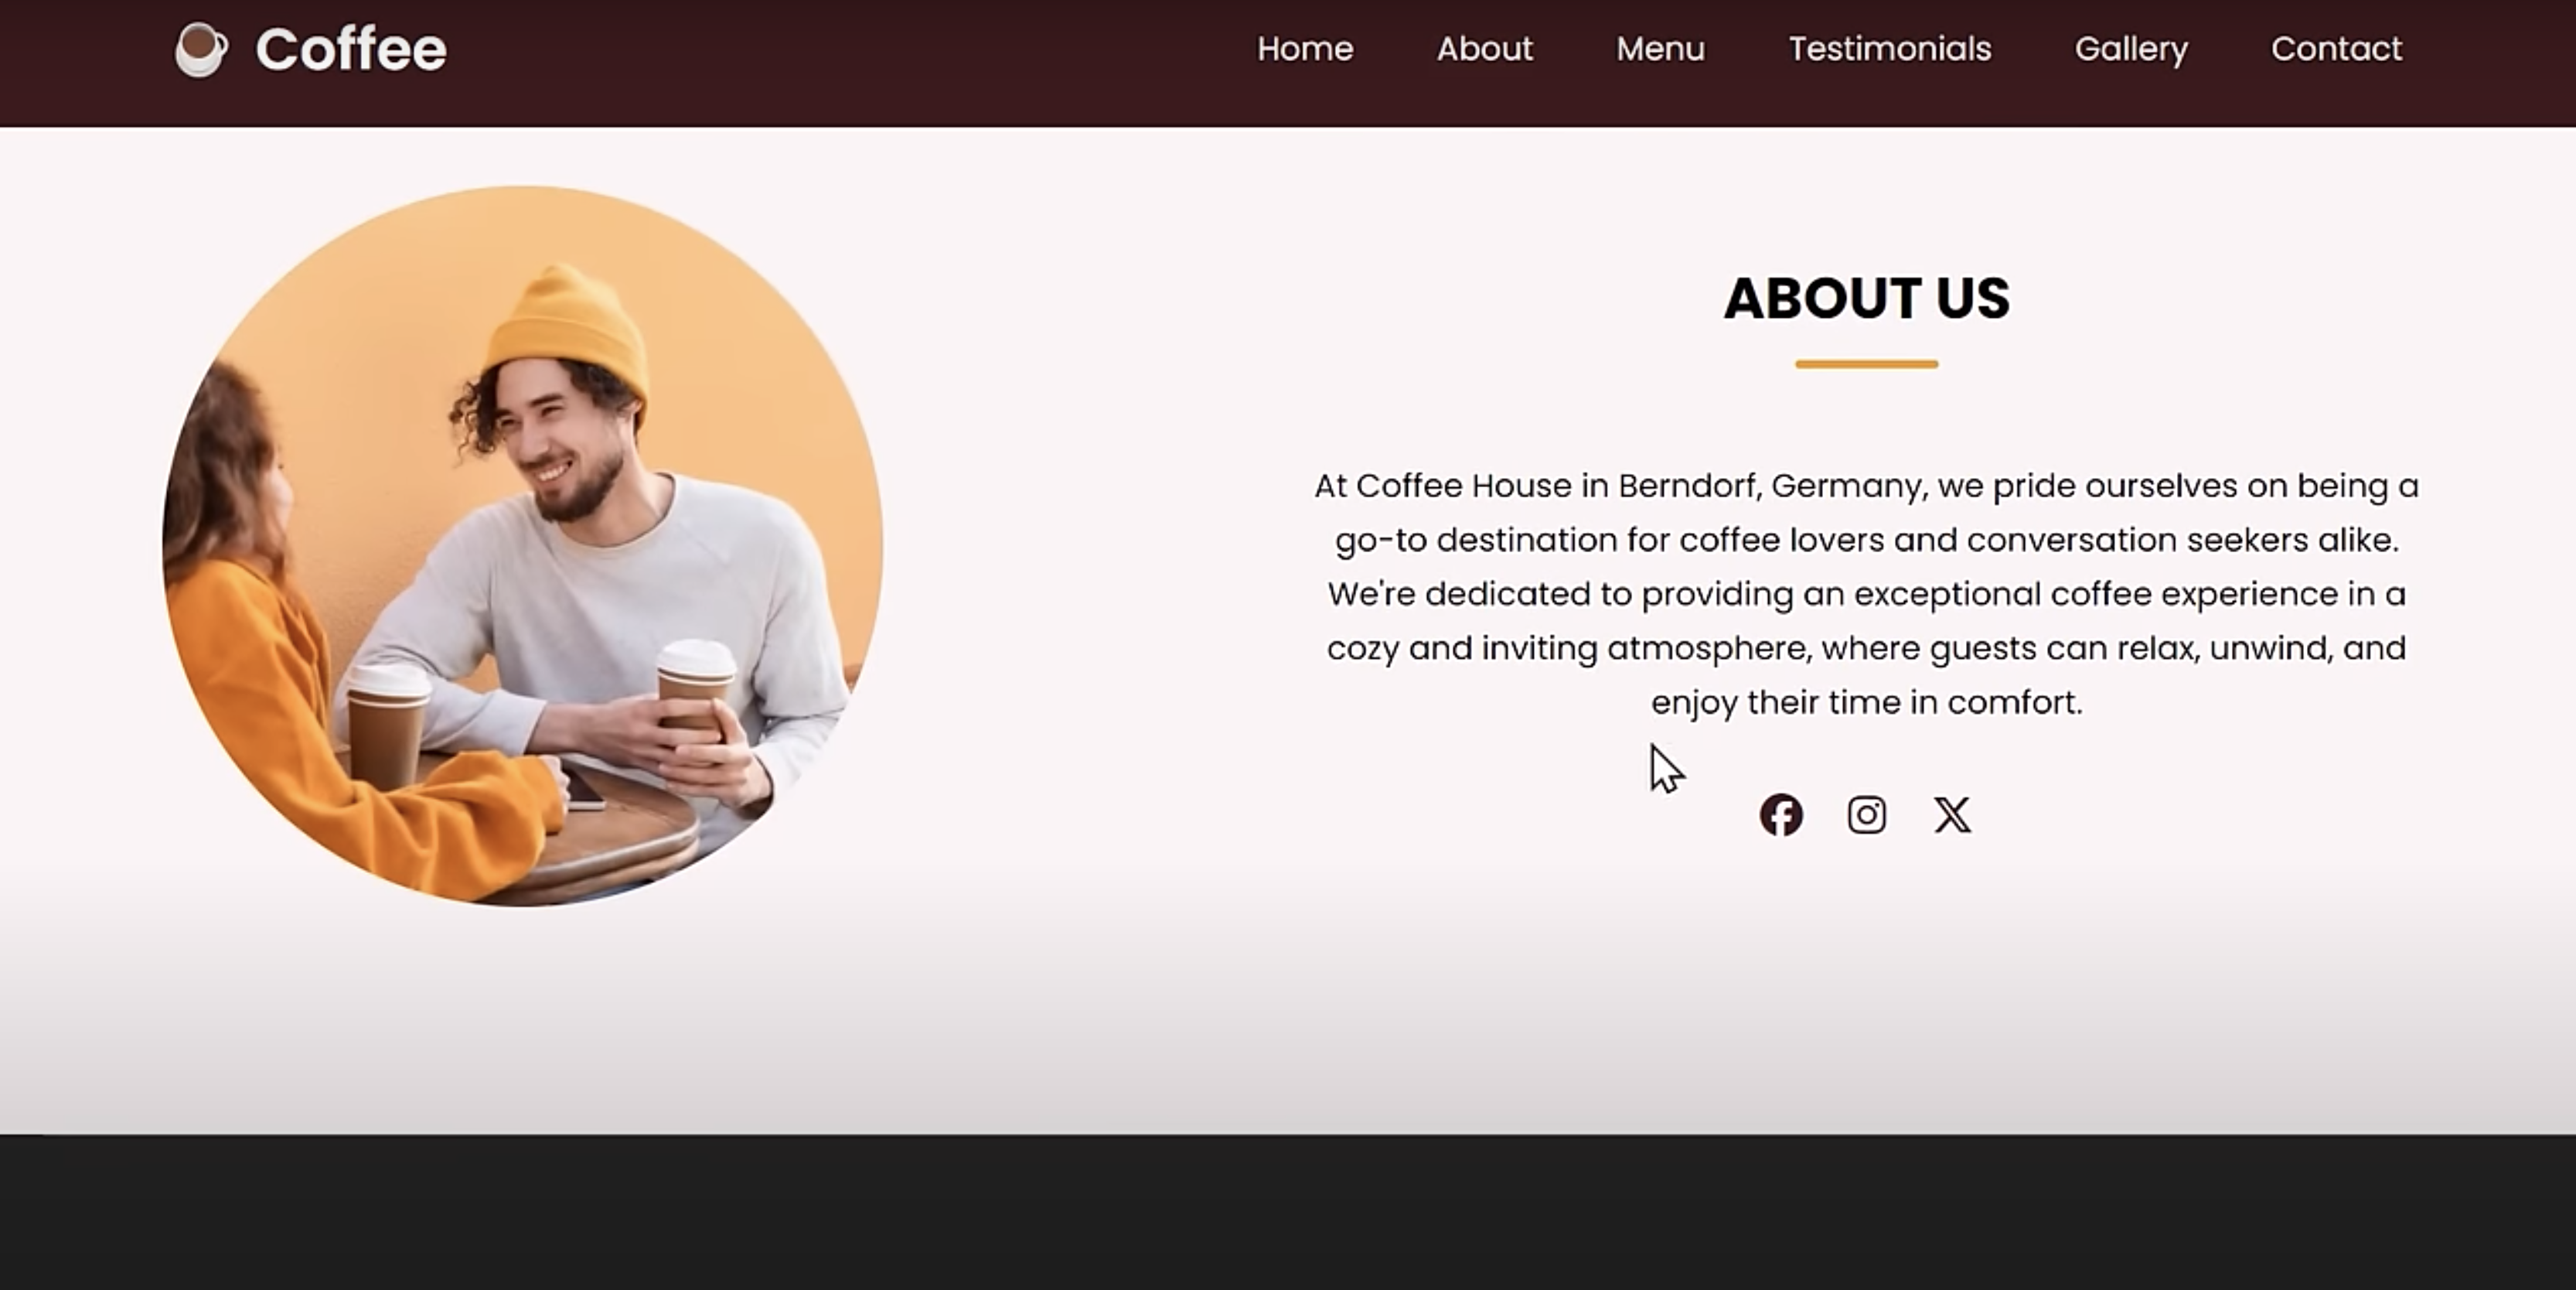 Coffee
Home About Menu Testimonials Gallery Contact
ABOUT US
At Coffee House in Berndorf, Germany, we pride ourselves on being a
go-to destination for coffee lovers and conversation seekers alike.
We're dedicated to providing an exceptional coffee experience in a
cozy and inviting atmosphere, where guests can relax, unwind, and
enjoy their time in comfort.